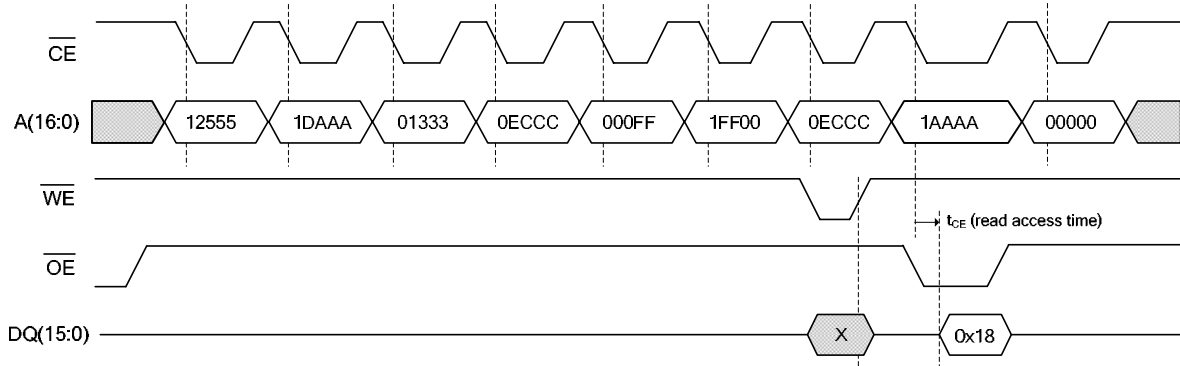 CE
A(16:0) 12555 1DAAA 01333 0ECCC 000FF 1FF00 0ECCC 1AAAA 00000
WE
tCE (read access time)
OE
DQ(15:0) X 0x18